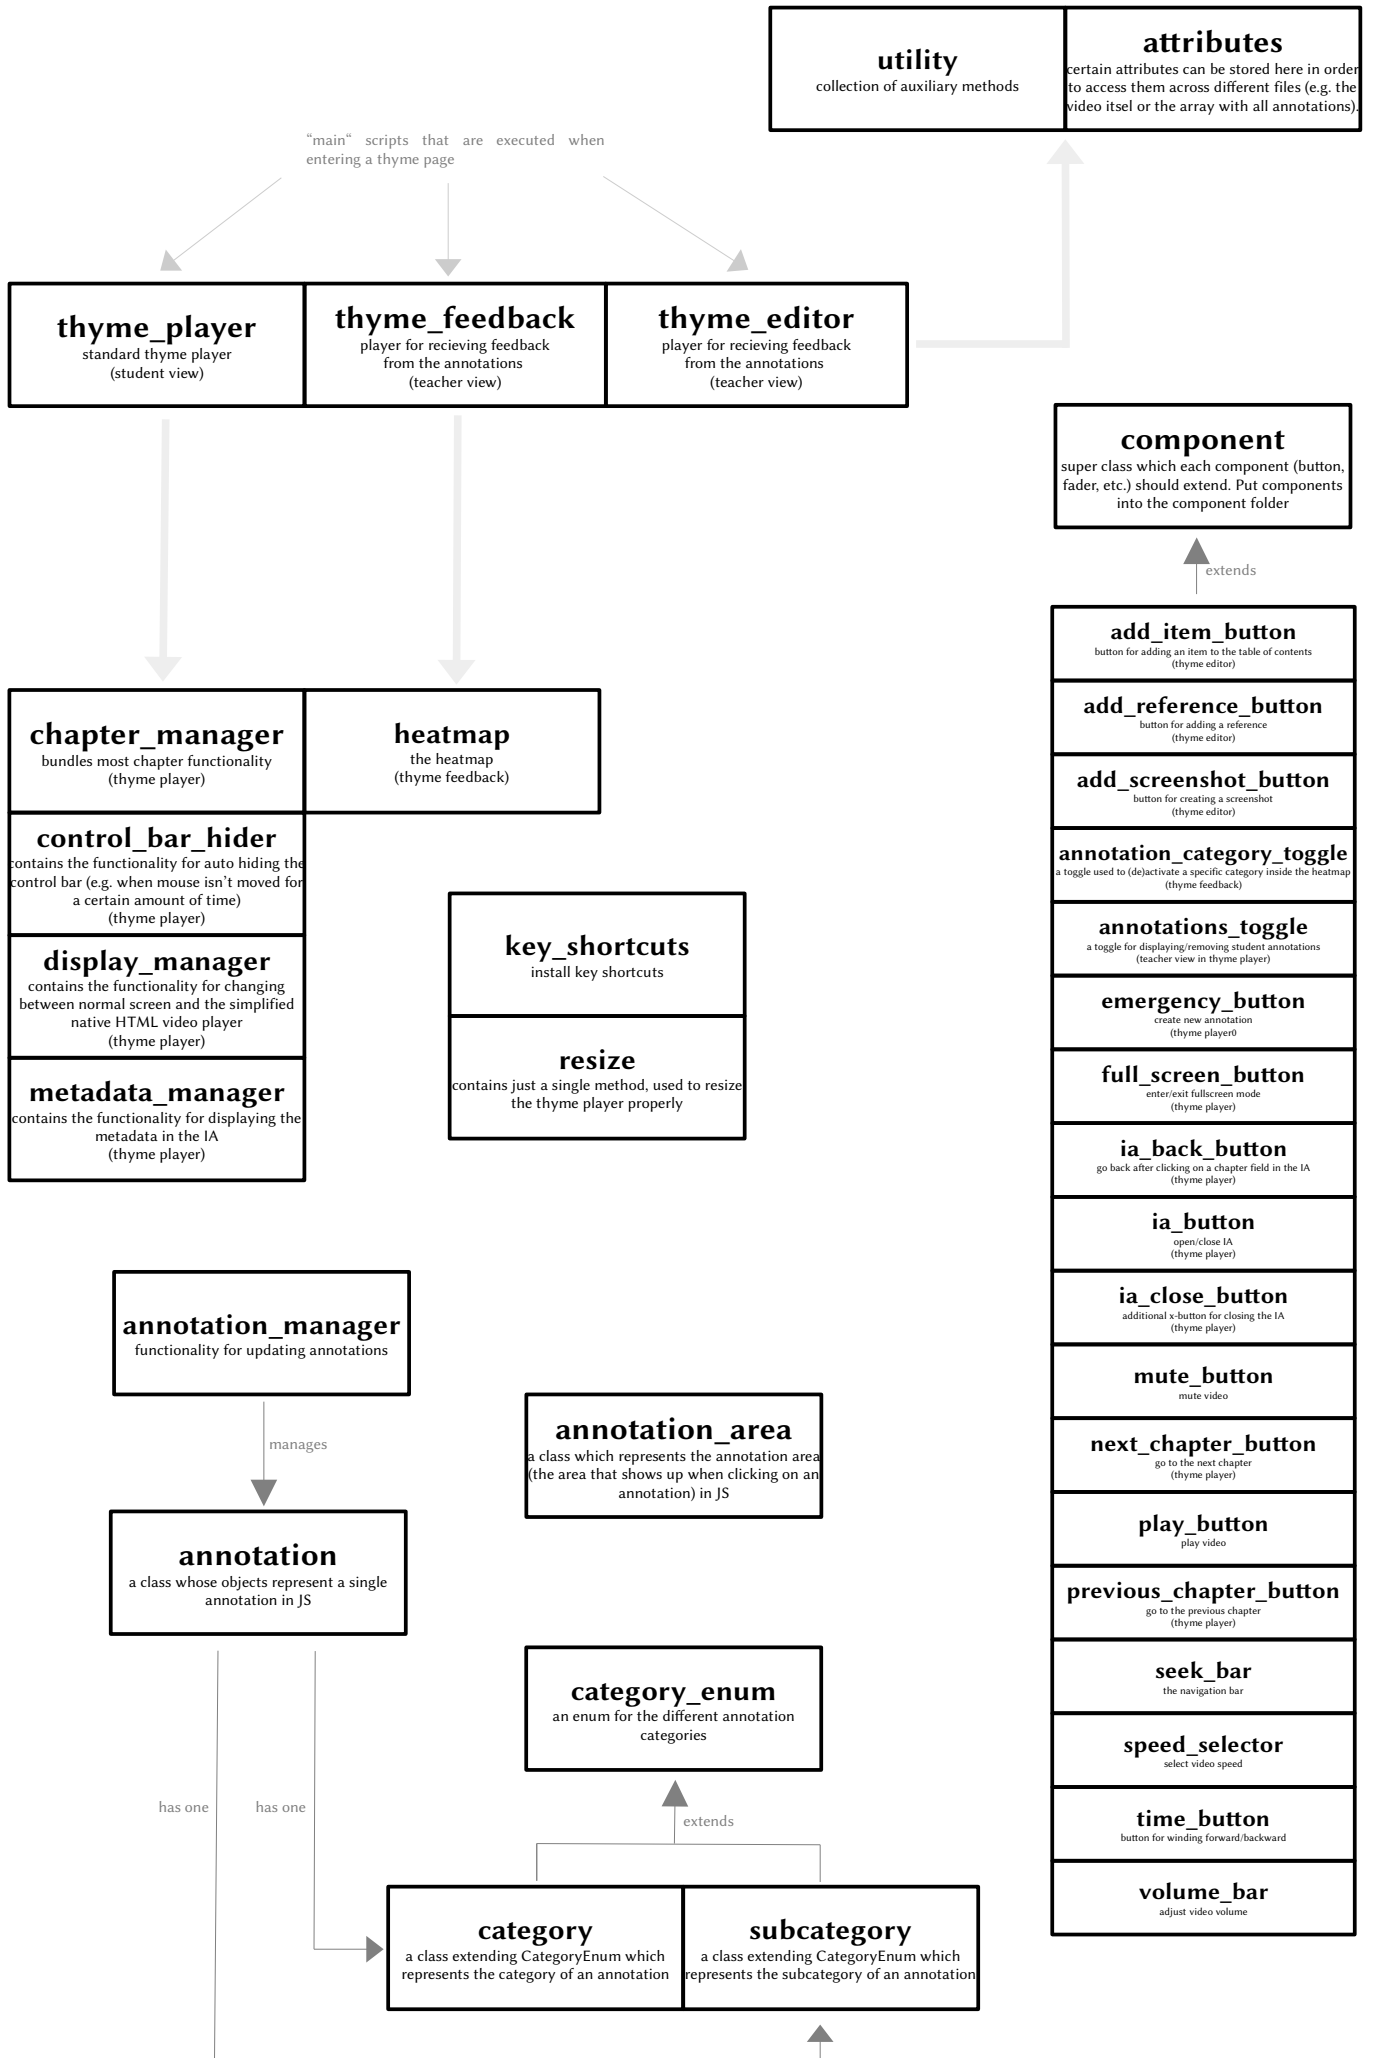 utility
collection of auxiliary methods
attributes
certain attributes can be stored here in order
to access them across different files (e.g. the
video itsel or the array with all annotations).
“main“ scripts that are executed when
entering a thyme page
thyme_player
standard thyme player
(student view)
thyme_feedback
player for recieving feedback
from the annotations
(teacher view)
thyme_editor
player for recieving feedback
from the annotations
(teacher view)
component
super class which each component (button,
fader, etc.) should extend. Put components
into the component folder
extends
add_item_button
button for adding an item to the table of contents
(thyme editor)
add_reference_button
button for adding a reference
(thyme editor)
add_screenshot_button
button for creating a screenshot
(thyme editor)
annotation_category_toggle
a toggle used to (de)activate a specific category inside the heatmap
(thyme feedback)
annotations_toggle
a toggle for displaying/removing student annotations
(teacher view in thyme player)
emergency_button
create new annotation
(thyme player0
full_screen_button
enter/exit fullscreen mode
(thyme player)
ia_back_button
go back after clicking on a chapter field in the IA
(thyme player)
ia_button
open/close IA
(thyme player)
ia_close_button
additional x-button for closing the IA
(thyme player)
mute_button
mute video
next_chapter_button
go to the next chapter
(thyme player)
play_button
play video
previous_chapter_button
go to the previous chapter
(thyme player)
seek_bar
the navigation bar
speed_selector
select video speed
time_button
button for winding forward/backward
volume_bar
adjust video volume
chapter_manager
bundles most chapter functionality
(thyme player)
heatmap
the heatmap
(thyme feedback)
control_bar_hider
contains the functionality for auto hiding the
control bar (e.g. when mouse isn't moved for
a certain amount of time)
(thyme player)
display_manager
contains the functionality for changing
between normal screen and the simplified
native HTML video player
(thyme player)
metadata_manager
contains the functionality for displaying the
metadata in the IA
(thyme player)
key_shortcuts
install key shortcuts
resize
contains just a single method, used to resize
the thyme player properly
annotation_manager
functionality for updating annotations
manages
annotation
a class whose objects represent a single
annotation in JS
annotation_area
a class which represents the annotation area
(the area that shows up when clicking on an
annotation) in JS
category_enum
an enum for the different annotation
categories
has one
has one
extends
category
a class extending CategoryEnum which
represents the category of an annotation
subcategory
a class extending CategoryEnum which
represents the subcategory of an annotation